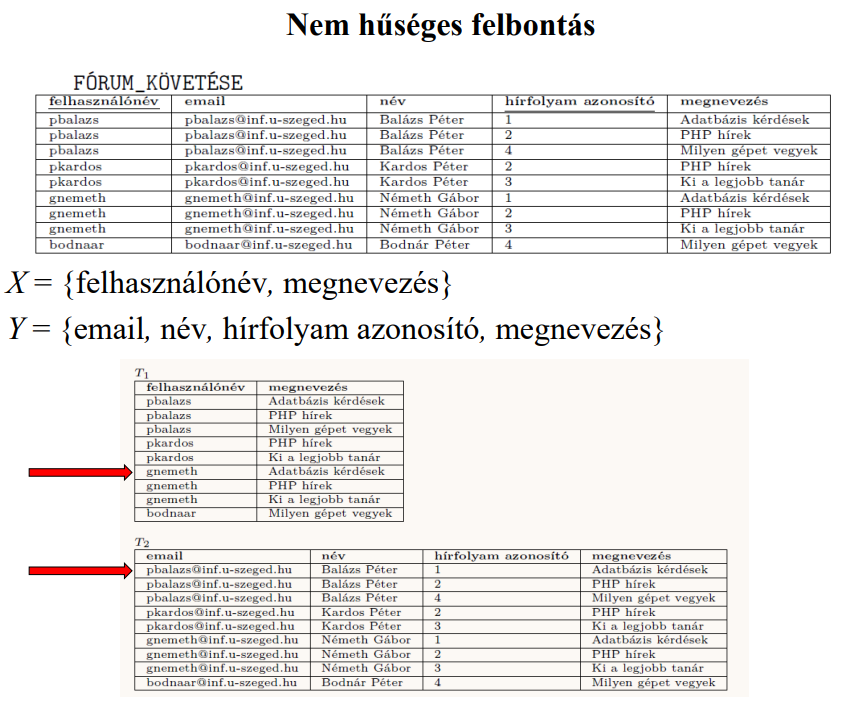 Nem hűséges felbontás
FÓRUM_KÖVETÉSE
felhasználónév email név hírfolyam azonosító megnevezés
pbalazs pbalazs@inf.u-szeged.hu Balázs Péter 1 Adatbázis kérdések
pbalazs pbalazs@inf.u-szeged.hu Balázs Péter 2 PHP hírek
pbalazs pbalazs@inf.u-szeged.hu Balázs Péter 4 Milyen gépet vegyek
pkardos pkardos@inf.u-szeged.hu Kardos Péter 2 PHP hírek
pkardos pkardos@inf.u-szeged.hu Kardos Péter 3 Ki a legjobb tanár
gnemeth gnemeth@inf.u-szeged.hu Németh Gábor 1 Adatbázis kérdések
gnemeth gnemeth@inf.u-szeged.hu Németh Gábor 2 PHP hírek
gnemeth gnemeth@inf.u-szeged.hu Németh Gábor 3 Ki a legjobb tanár
bodnaar bodnaar@inf.u-szeged.hu Bodnár Péter 4 Milyen gépet vegyek
X = {felhasználónév, megnevezés}
Y = {email, név, hírfolyam azonosító, megnevezés}
T1
felhasználónév megnevezés
pbalazs Adatbázis kérdések
pbalazs PHP hírek
pbalazs Milyen gépet vegyek
pkardos PHP hírek
pkardos Ki a legjobb tanár
gnemeth Adatbázis kérdések
gnemeth PHP hírek
gnemeth Ki a legjobb tanár
bodnaar Milyen gépet vegyek
T2
email név hírfolyam azonosító megnevezés
pbalazs@inf.u-szeged.hu Balázs Péter 1 Adatbázis kérdések
pbalazs@inf.u-szeged.hu Balázs Péter 2 PHP hírek
pbalazs@inf.u-szeged.hu Balázs Péter 4 Milyen gépet vegyek
pkardos@inf.u-szeged.hu Kardos Péter 2 PHP hírek
pkardos@inf.u-szeged.hu Kardos Péter 3 Ki a legjobb tanár
gnemeth@inf.u-szeged.hu Németh Gábor 1 Adatbázis kérdések
gnemeth@inf.u-szeged.hu Németh Gábor 2 PHP hírek
gnemeth@inf.u-szeged.hu Németh Gábor 3 Ki a legjobb tanár
bodnaar@inf.u-szeged.hu Bodnár Péter 4 Milyen gépet vegyek